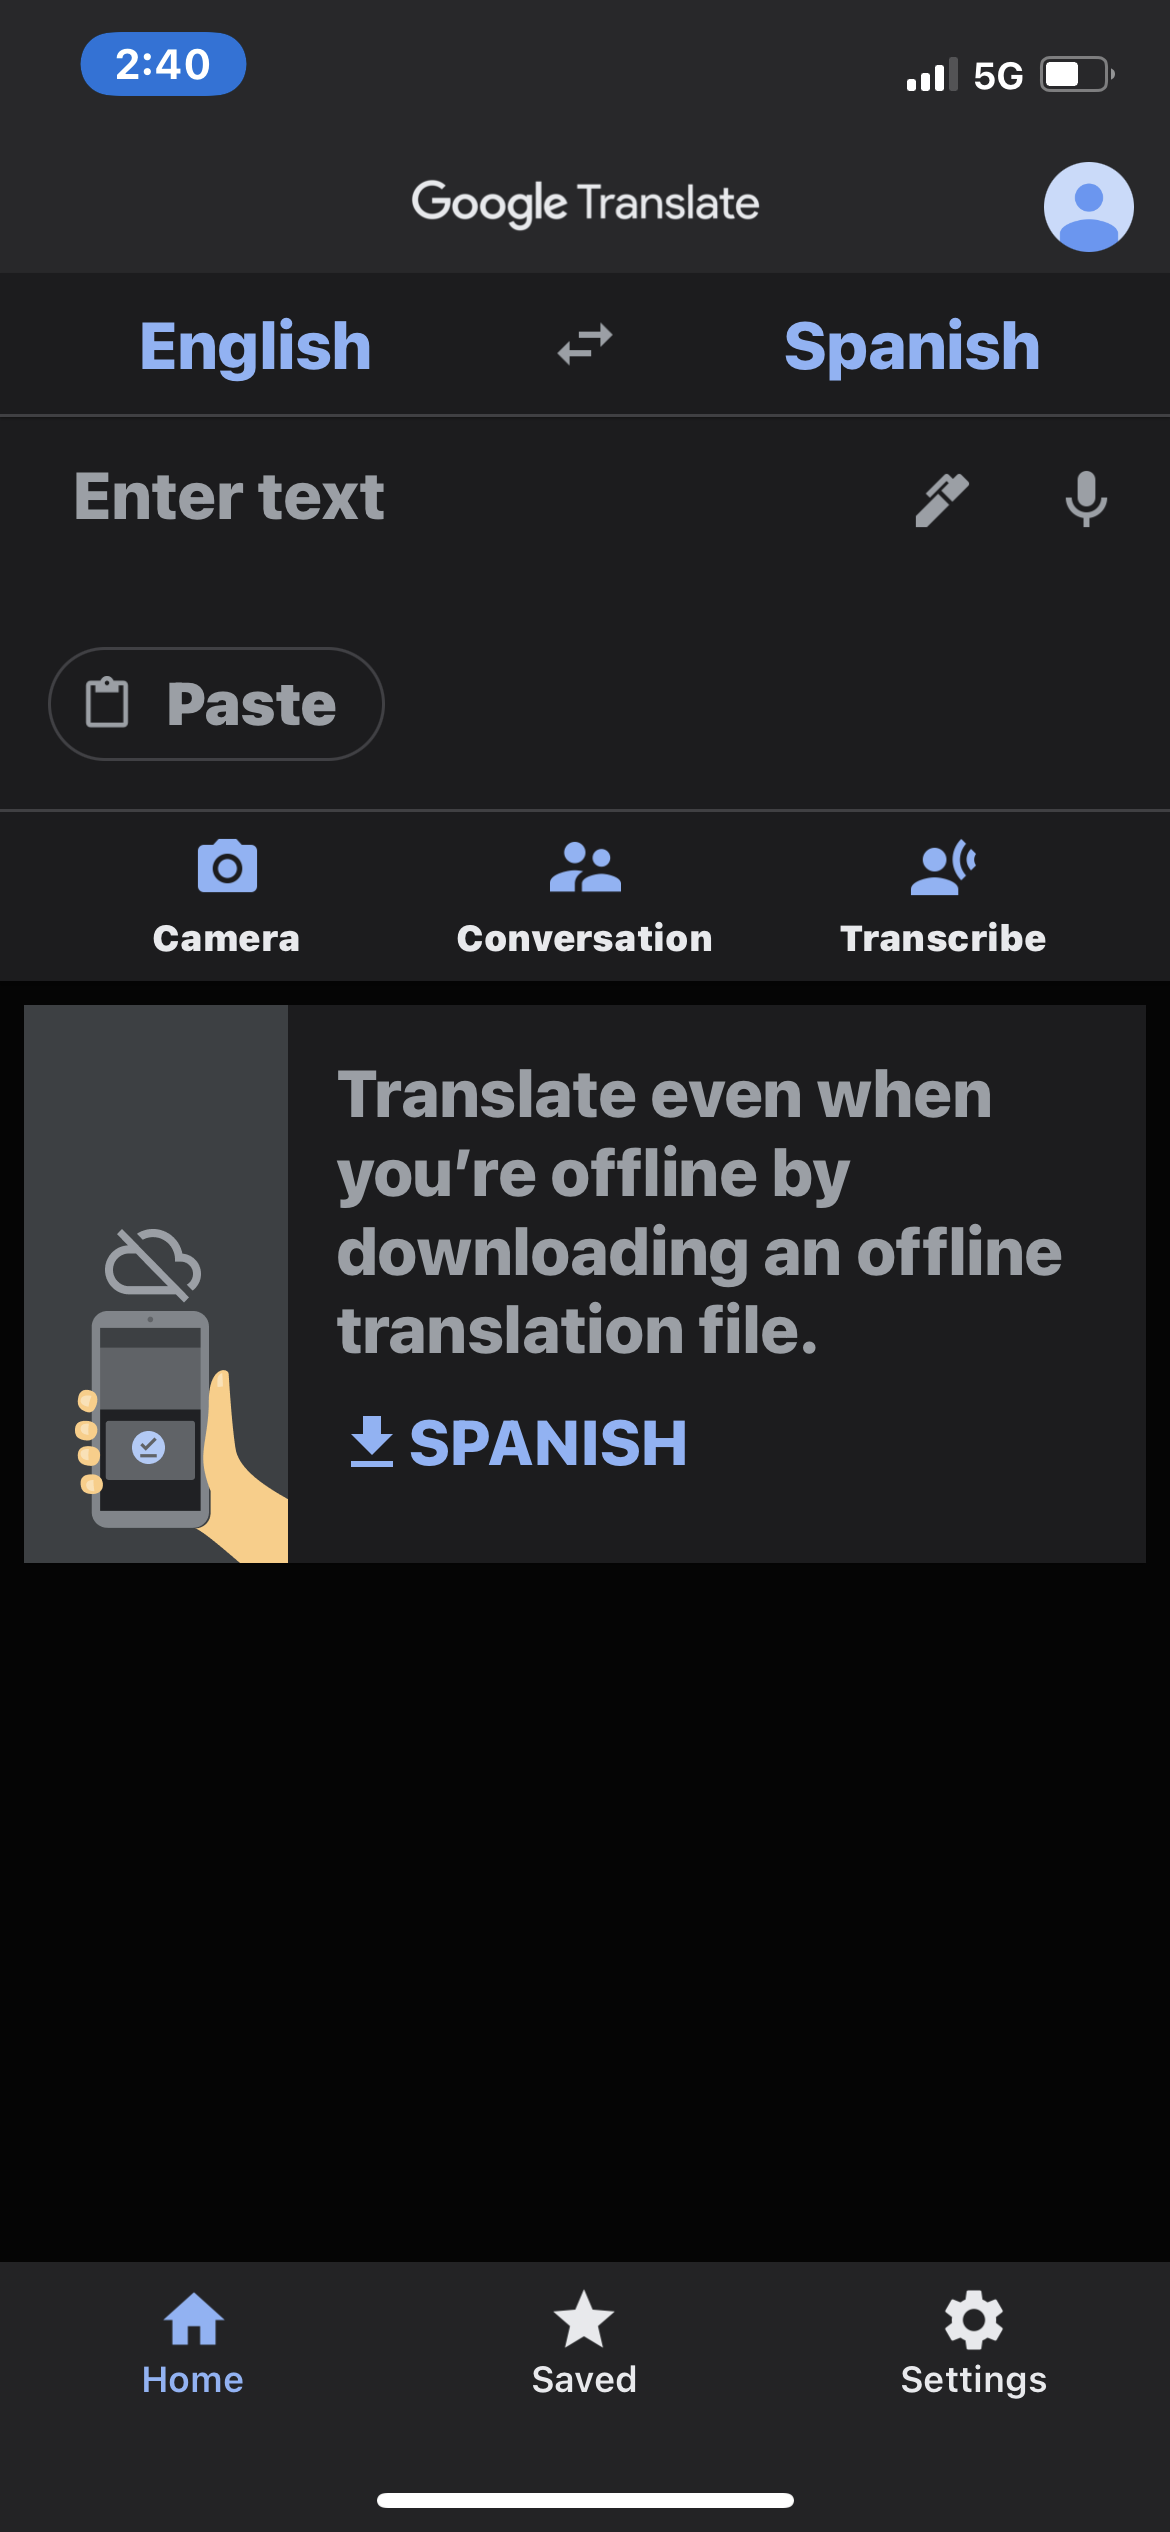 2:40
5G
Google Translate
English
Spanish
Enter text
Paste
Camera
Conversation
Transcribe
Translate even when
you’re offline by
downloading an offline
translation file.
SPANISH
Home
Saved
Settings